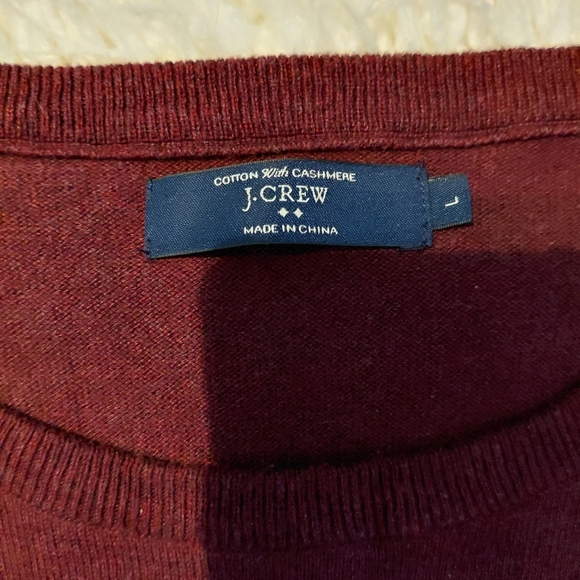 COTTON With CASHMERE
J.CREW
MADE IN CHINA
L